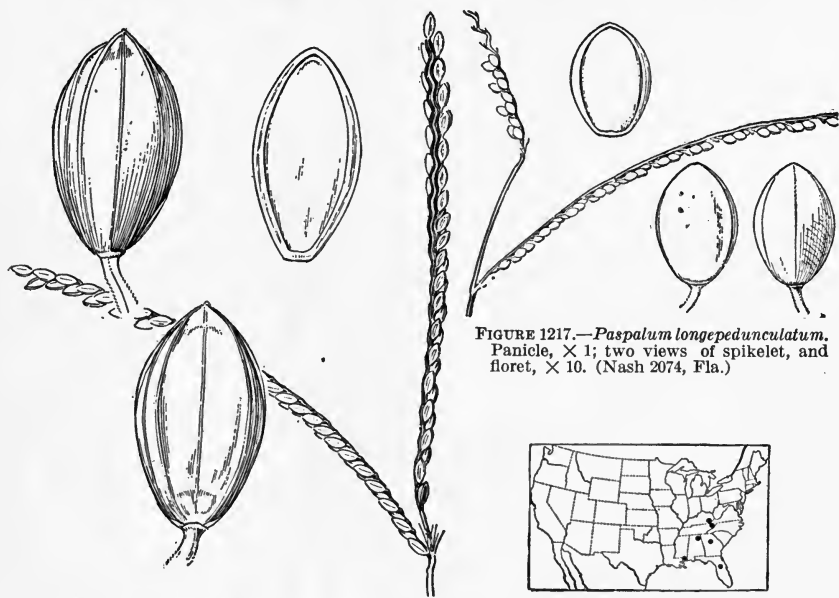 FIGURE 1217.—Paspalum longepedunculatum.
Panicle, × 1; two views of spikelet, and
floret, × 10. (Nash 2074, Fla.)